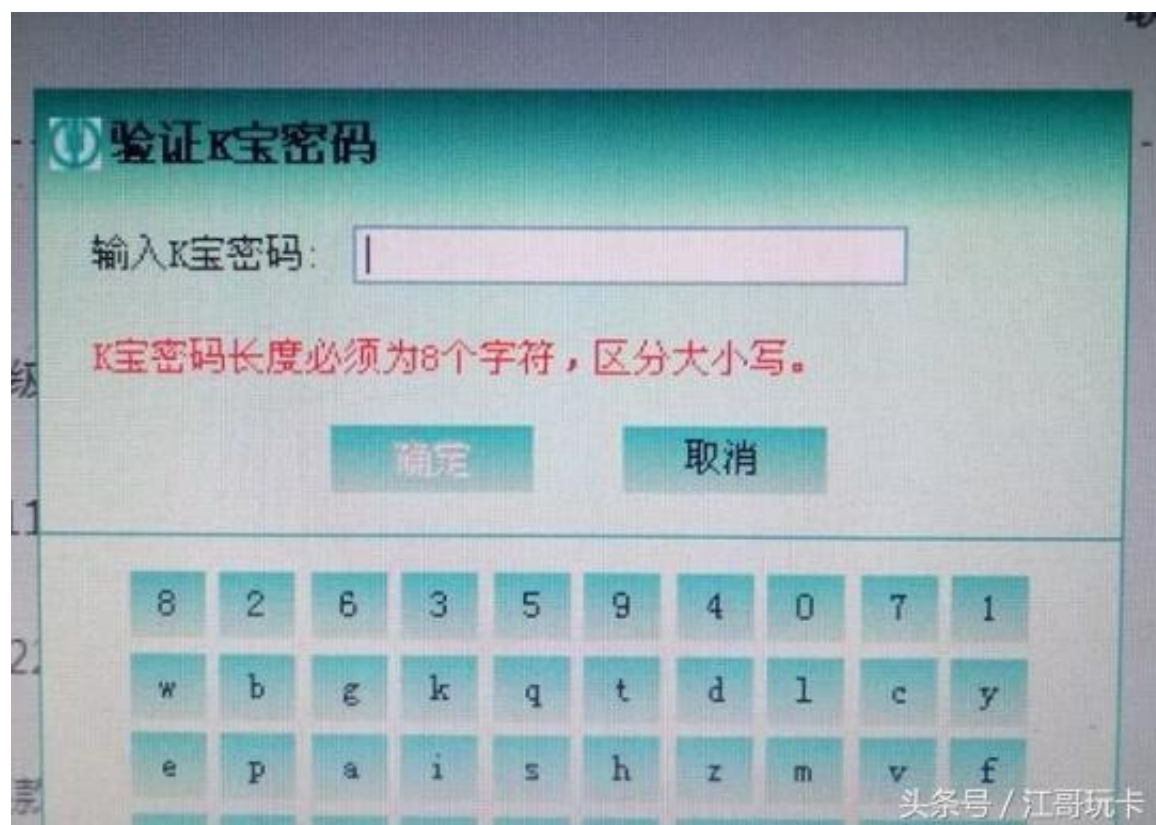 验证K宝密码
输入K宝密码:
K宝密码长度必须为8个字符，区分大小写。
确定 取消
8 2 6 3 5 9 4 0 7 1
w b g k q t d l c y
e p a i s h z m v f
款
头条号 / 江哥玩卡